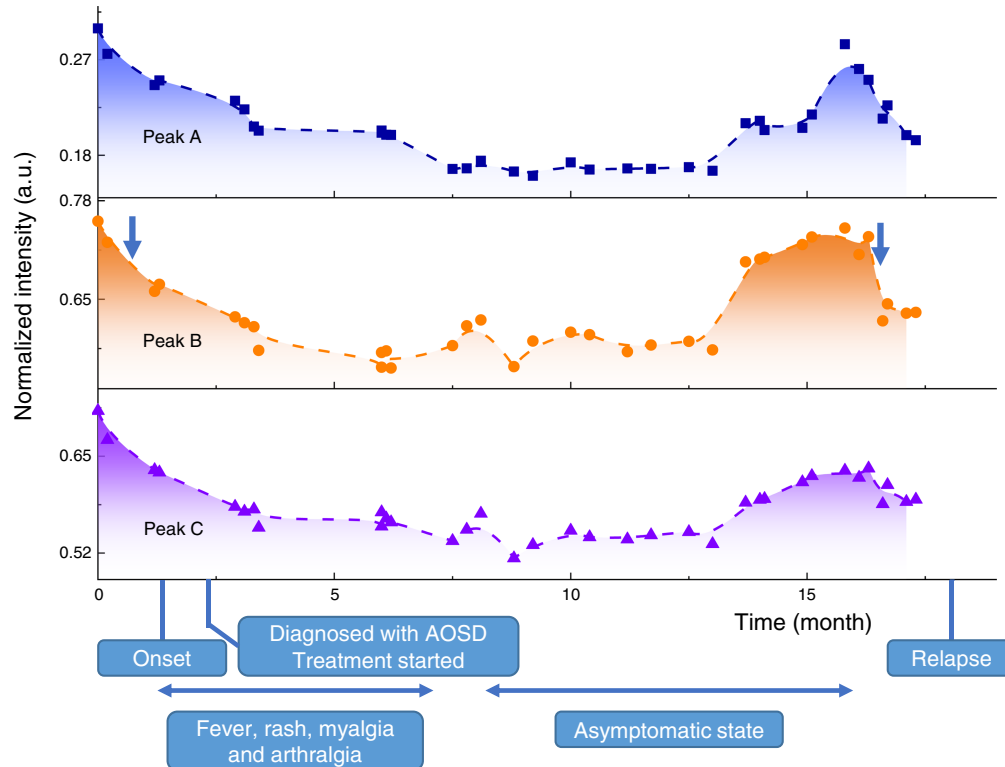 Normalized intensity (a.u.)
0.27
0.18
Peak A
0.78
0.65
Peak B
0.65
0.52
Peak C
0
5
10
15
Time (month)
Onset
Diagnosed with AOSD
Treatment started
Relapse
Fever, rash, myalgia
and arthralgia
Asymptomatic state